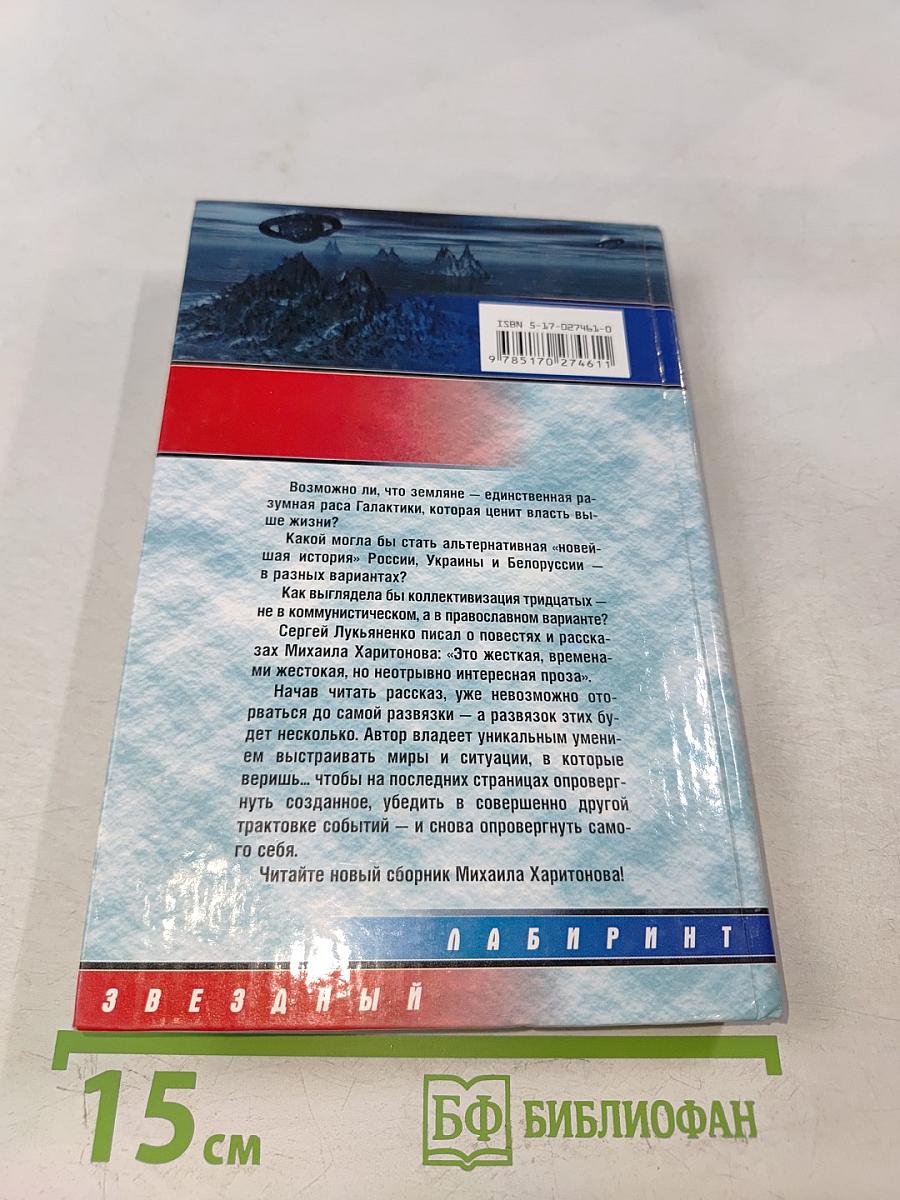 ISBN 5-17-027461-0
9 785170 274611
Возможно ли, что земляне — единственная ра-
зумная раса Галактики, которая ценит власть вы-
ше жизни?
Какой могла бы стать альтернативная «новей-
шая история» России, Украины и Белоруссии —
в разных вариантах?
Как выглядела бы коллективизация тридцатых —
не в коммунистическом, а в православном варианте?
Сергей Лукьяненко писал о повестях и расска-
зах Михаила Харитонова: «Это жесткая, времена-
ми жестокая, но неотрывно интересная проза».
Начав читать рассказ, уже невозможно ото-
рваться до самой развязки — а развязок этих бу-
дет несколько. Автор владеет уникальным умени-
ем выстраивать миры и ситуации, в которые
веришь... чтобы на последних страницах опроверг-
нуть созданное, убедить в совершенно другой
трактовке событий — и снова опровергнуть само-
го себя.
Читайте новый сборник Михаила Харитонова!
ЛАБИРИНТ
ЗВЕЗДНЫЙ
15 см
БФ БИБЛИОФАН